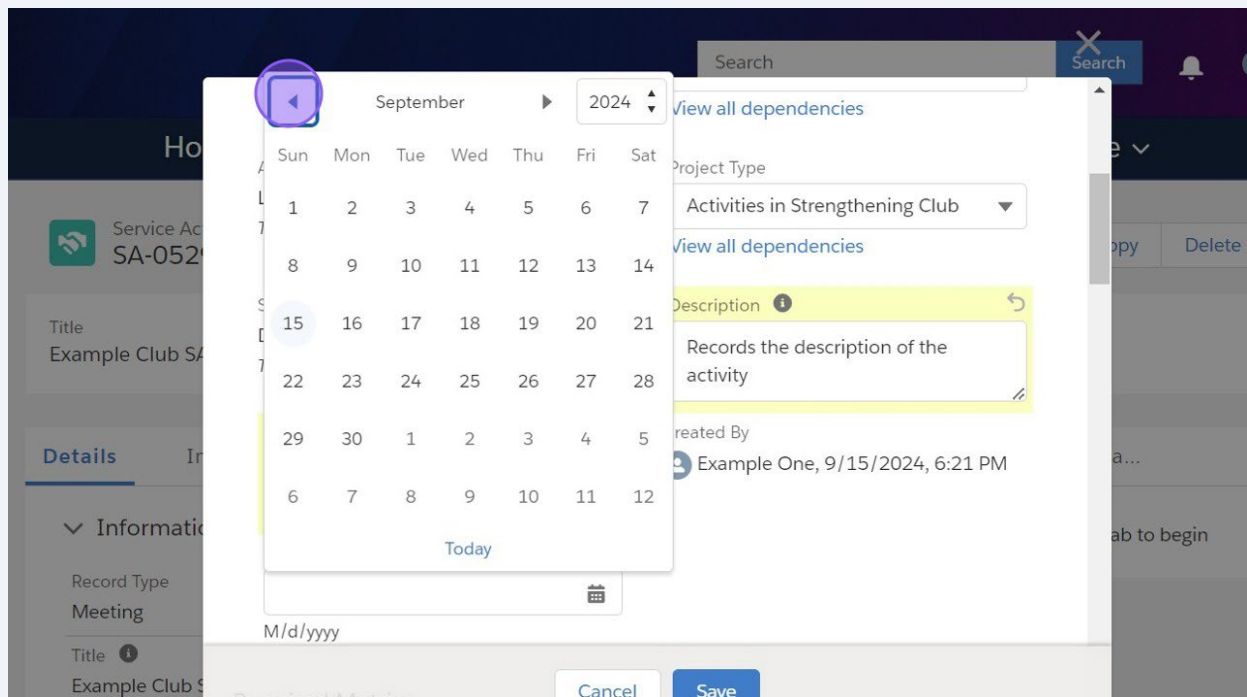 Search
Search
September
2024
View all dependencies
Ho
e
Sun Mon Tue Wed Thu Fri Sat
Project Type
1 2 3 4 5 6 7
Activities in Strengthening Club
Service Ac
SA-052
View all dependencies
opy Delete
8 9 10 11 12 13 14
Description
15 16 17 18 19 20 21
Title
Example Club SA
Records the description of the
activity
22 23 24 25 26 27 28
29 30 1 2 3 4 5
reated By
Details
Example One, 9/15/2024, 6:21 PM
a...
6 7 8 9 10 11 12
Informatio
ab to begin
Today
Record Type
Meeting
M/d/yyyy
Title
Example Club S
Cancel Save